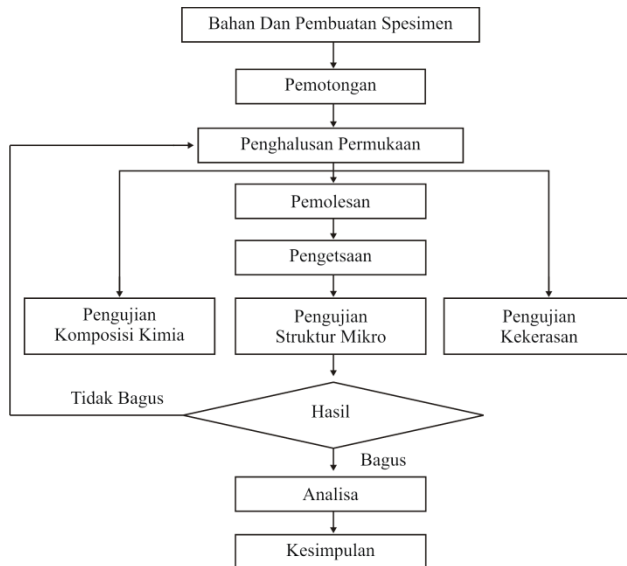 Bahan Dan Pembuatan Spesimen
Pemotongan
Penghalusan Permukaan
Pemolesan
Pengetsaan
Pengujian
Komposisi Kimia
Pengujian
Struktur Mikro
Pengujian
Kekerasan
Tidak Bagus
Hasil
Bagus
Analisa
Kesimpulan